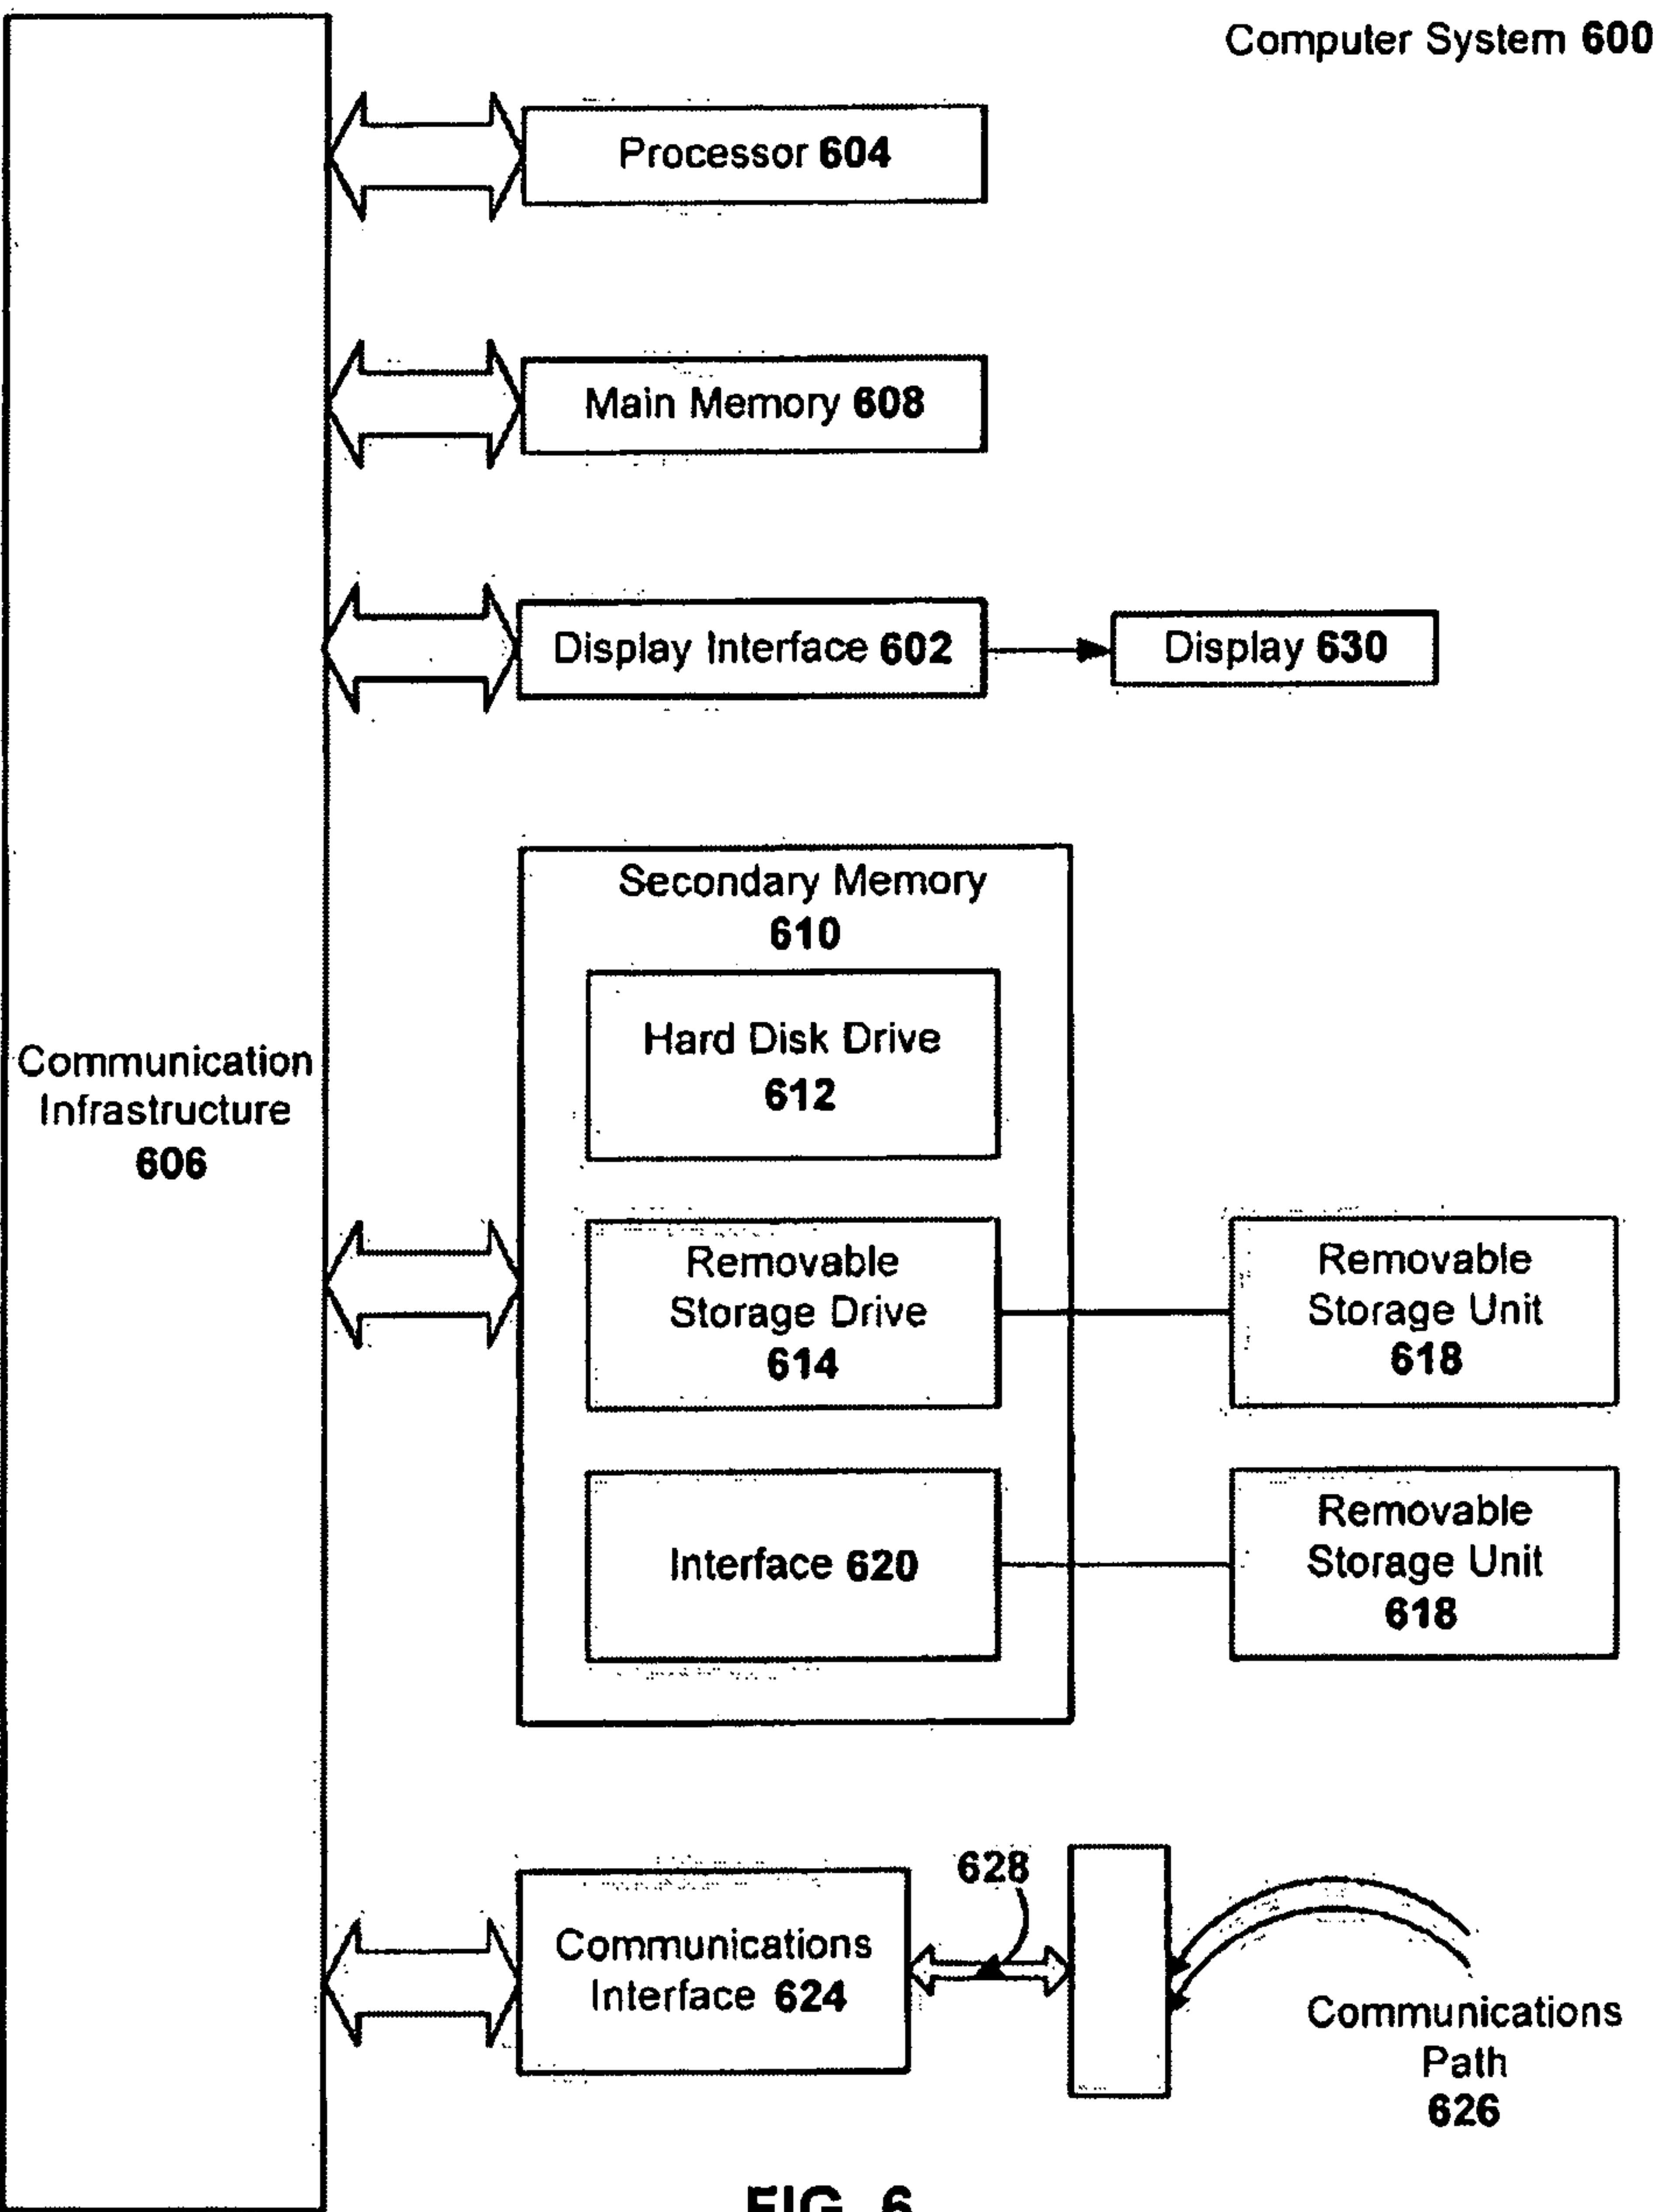 Computer System 600
Processor 604
Main Memory 608
Display Interface 602
Display 630
Secondary Memory
610
Hard Disk Drive
612
Communication
Infrastructure
606
Removable
Storage Drive
614
Removable
Storage Unit
618
Interface 620
Removable
Storage Unit
618
628
Communications
Interface 624
Communications
Path
626
FIG. 6